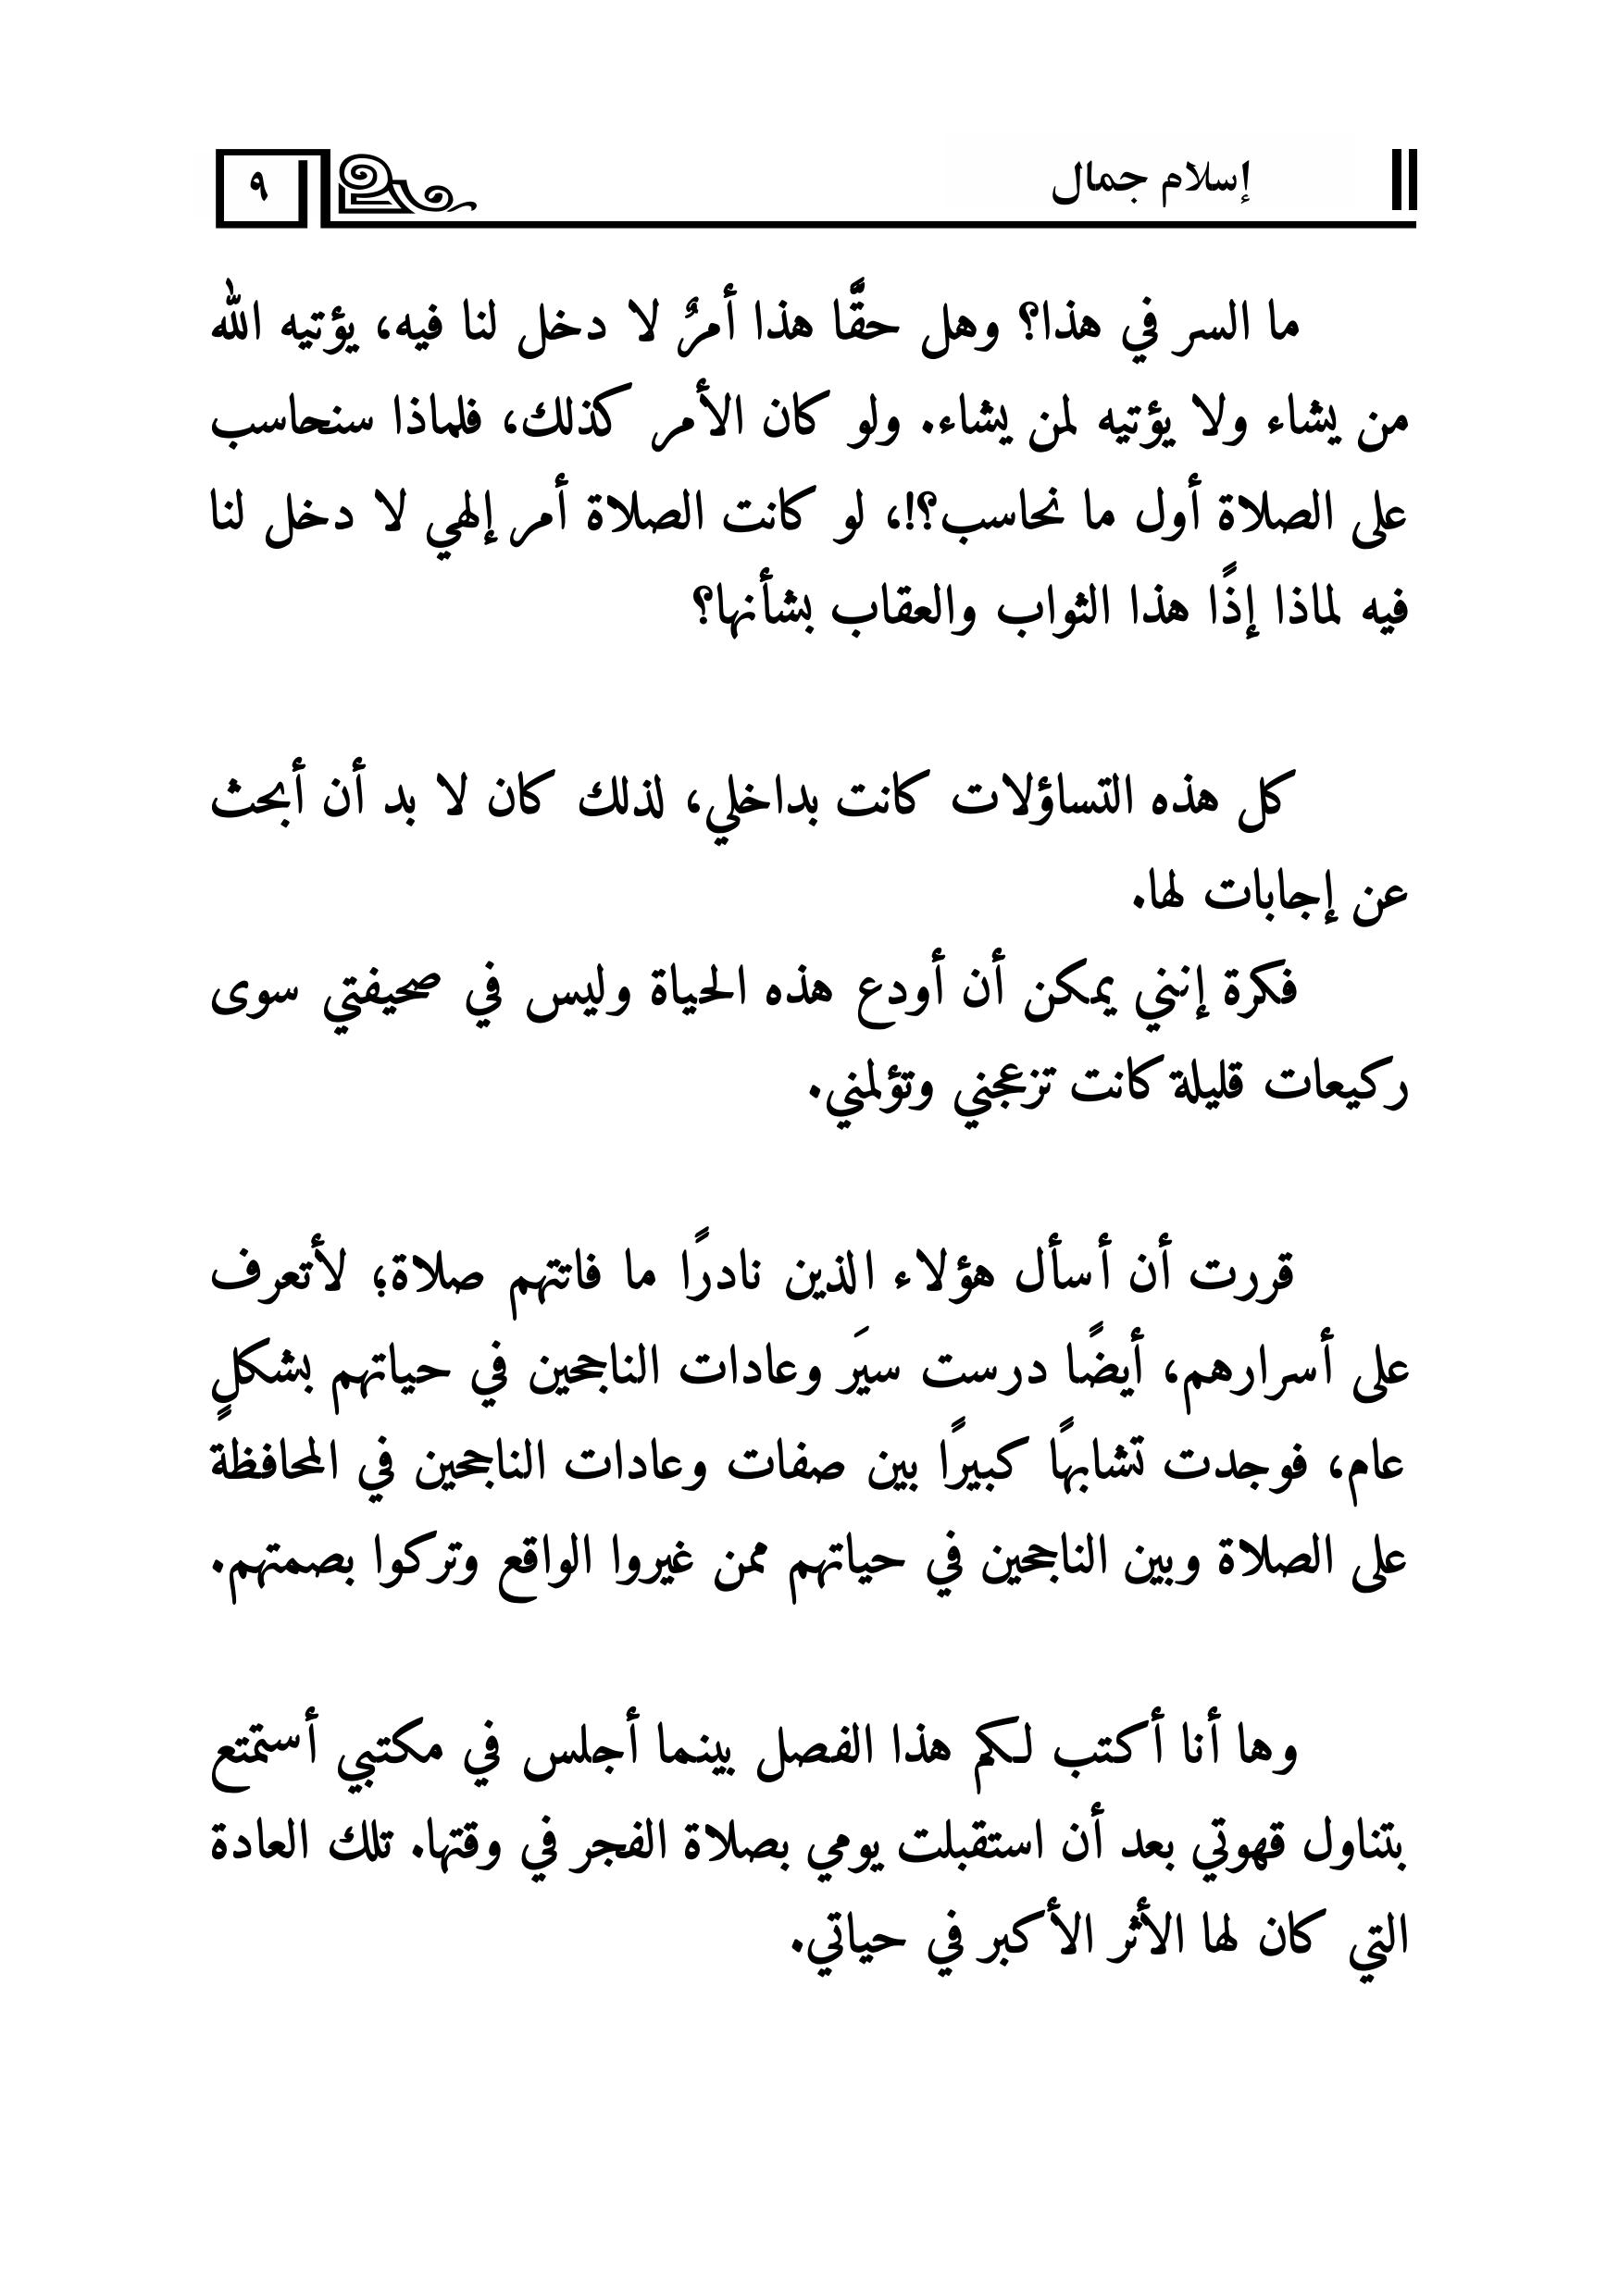 إسلام جمال
٩
ما السر في هذا؟ وهل حقًّا هذا أمرٌ لا دخل لنا فيه، يؤتيه الله
من يشاء ولا يؤتيه لمن يشاء. ولو كان الأمر كذلك، فلماذا سنحاسب
على الصلاة أول ما نحاسب؟!، لو كانت الصلاة أمر إلهي لا دخل لنا
فيه لماذا إذًا هذا الثواب والعقاب بشأنها؟
كل هذه التساؤلات كانت بداخلي، لذلك كان لا بد أن أبحث
عن إجابات لها.
فكرة إنني يمكن أن أودع هذه الحياة وليس في صحيفتي سوى
ركيعات قليلة كانت تزعجني وتؤلمني.
قررت أن أسأل هؤلاء الذين نادرًا ما فاتتهم صلاة؛ لأتعرف
على أسرارهم، أيضًا درست سيَر وعادات الناجحين في حياتهم بشكلٍ
عام، فوجدت تشابهًا كبيرًا بين صفات وعادات الناجحين في المحافظة
على الصلاة وبين الناجحين في حياتهم ممن غيروا الواقع وتركوا بصمتهم.
وها أنا أكتب لكم هذا الفصل بينما أجلس في مكتبي أستمتع
بتناول قهوتي بعد أن استقبلت يومي بصلاة الفجر في وقتها. تلك العادة
التي كان لها الأثر الأكبر في حياتي.